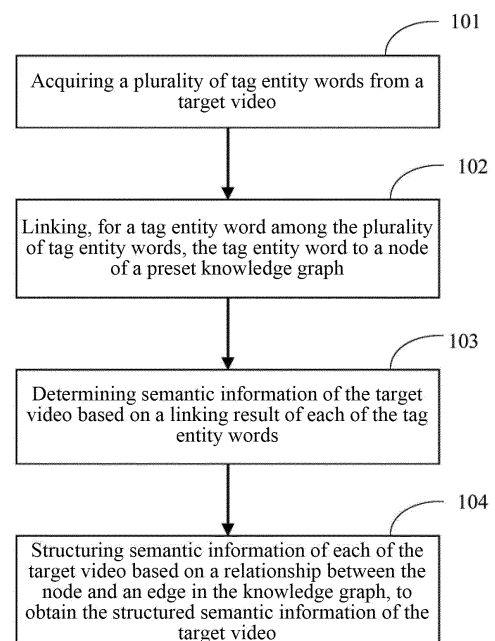 101
Acquiring a plurality of tag entity words from a
target video
102
Linking, for a tag entity word among the plurality
of tag entity words, the tag entity word to a node
of a preset knowledge graph
103
Determining semantic information of the target
video based on a linking result of each of the tag
entity words
104
Structuring semantic information of each of the
target video based on a relationship between the
node and an edge in the knowledge graph, to
obtain the structured semantic information of the
target video